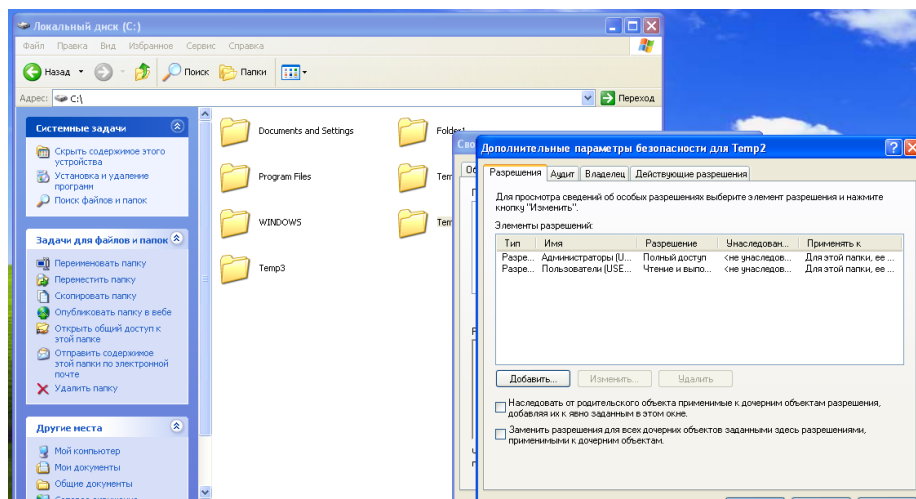 Локальный диск (C:)
Файл Правка Вид Избранное Сервис Справка
Назад Поиск Папки
Адрес: C:\ Переход
Системные задачи
Скрыть содержимое этого
устройства
Установка и удаление
программ
Поиск файлов и папок
Задачи для файлов и папок
Переименовать папку
Переместить папку
Скопировать папку
Опубликовать папку в вебе
Открыть общий доступ к
этой папке
Отправить содержимое
этой папки по электронной
почте
Удалить папку
Другие места
Мой компьютер
Мои документы
Общие документы
Documents and Settings
Folder1
Program Files
WINDOWS
Temp3
Дополнительные параметры безопасности для Temp2
Разрешения Аудит Владелец Действующие разрешения
Для просмотра сведений об особых разрешениях выберите элемент разрешения и нажмите
кнопку "Изменить".
Элементы разрешений:
Тип Имя Разрешение Унаследован... Применять к
Разре... Администраторы (U... Полный доступ <не унаследов... Для этой папки, ее ...
Разре... Пользователи (USE... Чтение и выпо... <не унаследов... Для этой папки, ее ...
Добавить... Изменить... Удалить
Наследовать от родительского объекта применимые к дочерним объектам разрешения,
добавляя их к явно заданным в этом окне.
Заменить разрешения для всех дочерних объектов заданными здесь разрешениями,
применимыми к дочерним объектам.